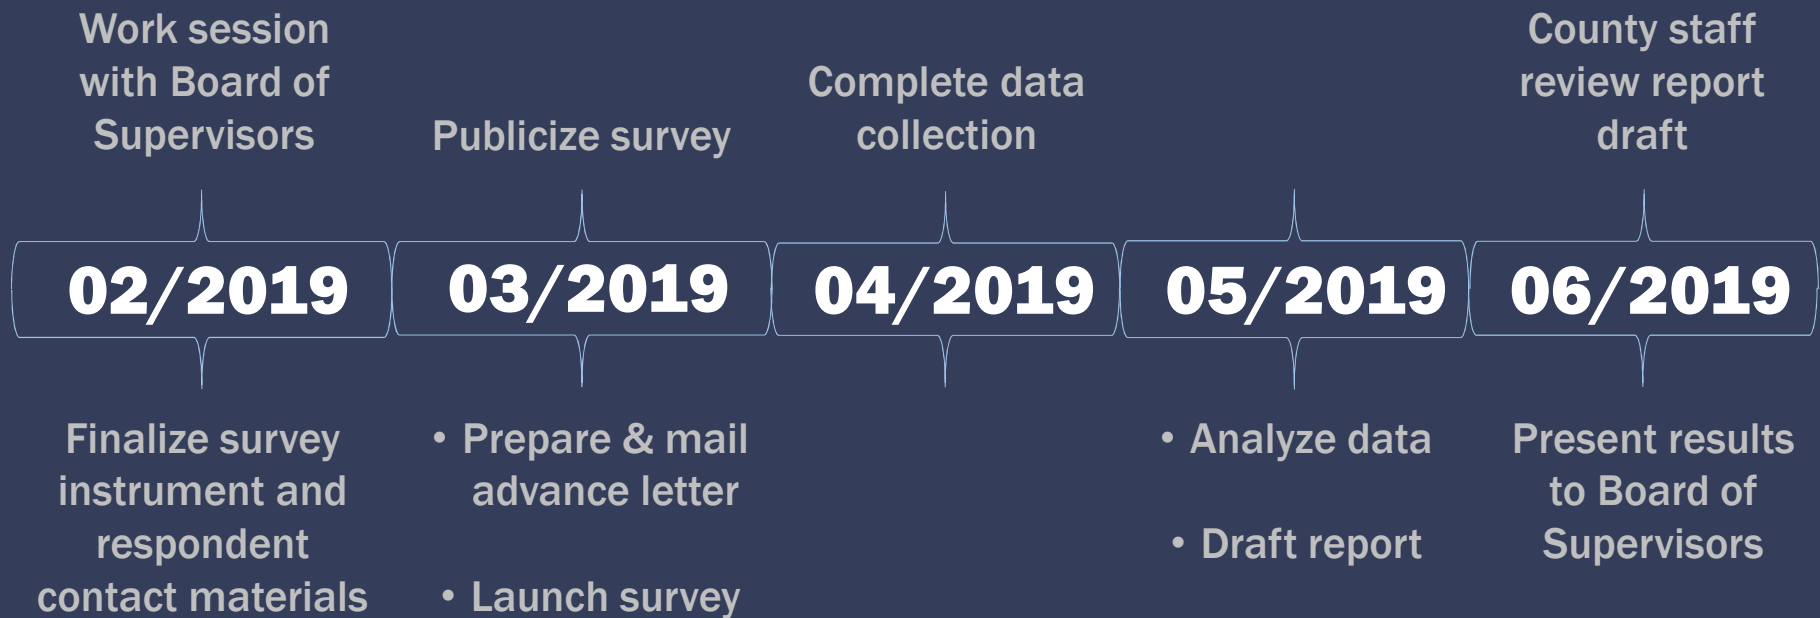 Work session
with Board of
Supervisors
Publicize survey
Complete data
collection
County staff
review report
draft
02/2019
03/2019
04/2019
05/2019
06/2019
Finalize survey
instrument and
respondent
contact materials
• Prepare & mail
advance letter
• Launch survey
• Analyze data
• Draft report
Present results
to Board of
Supervisors